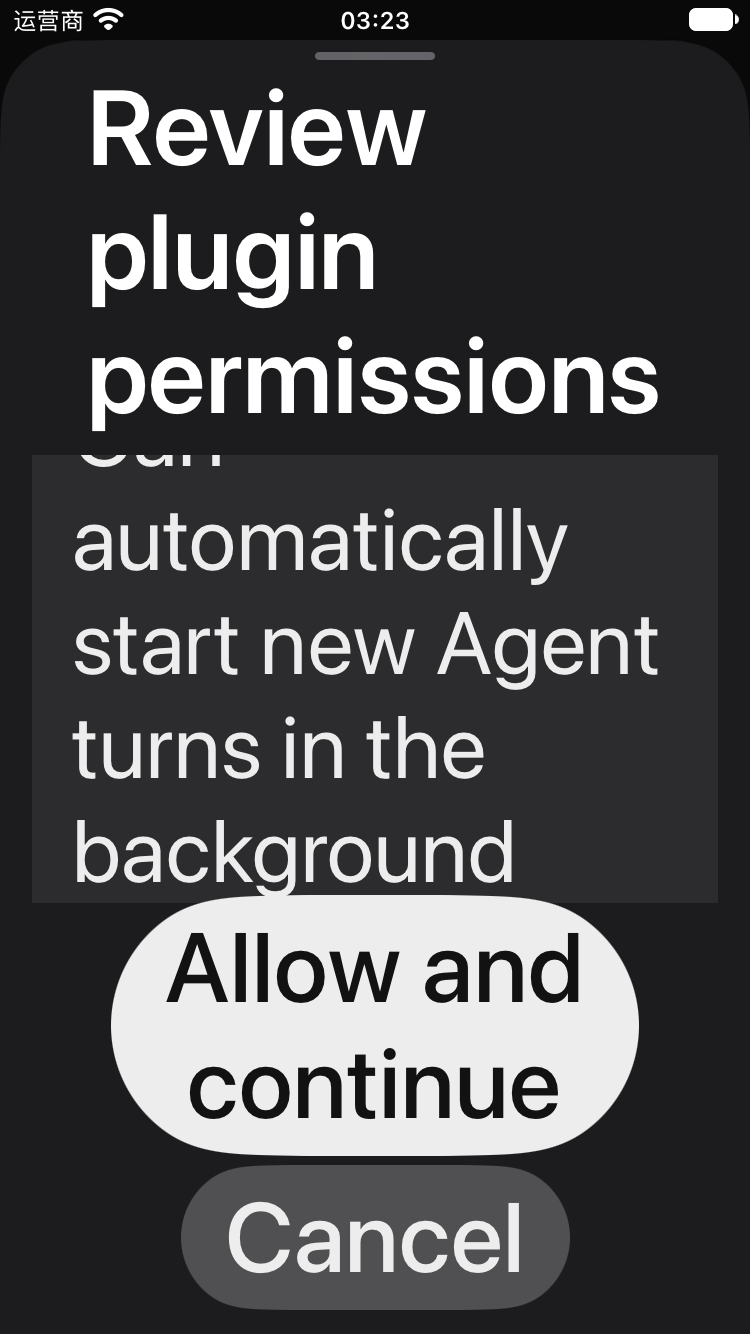 运营商
03:23
Review
plugin
permissions
automatically
start new Agent
turns in the
background
Allow and
continue
Cancel